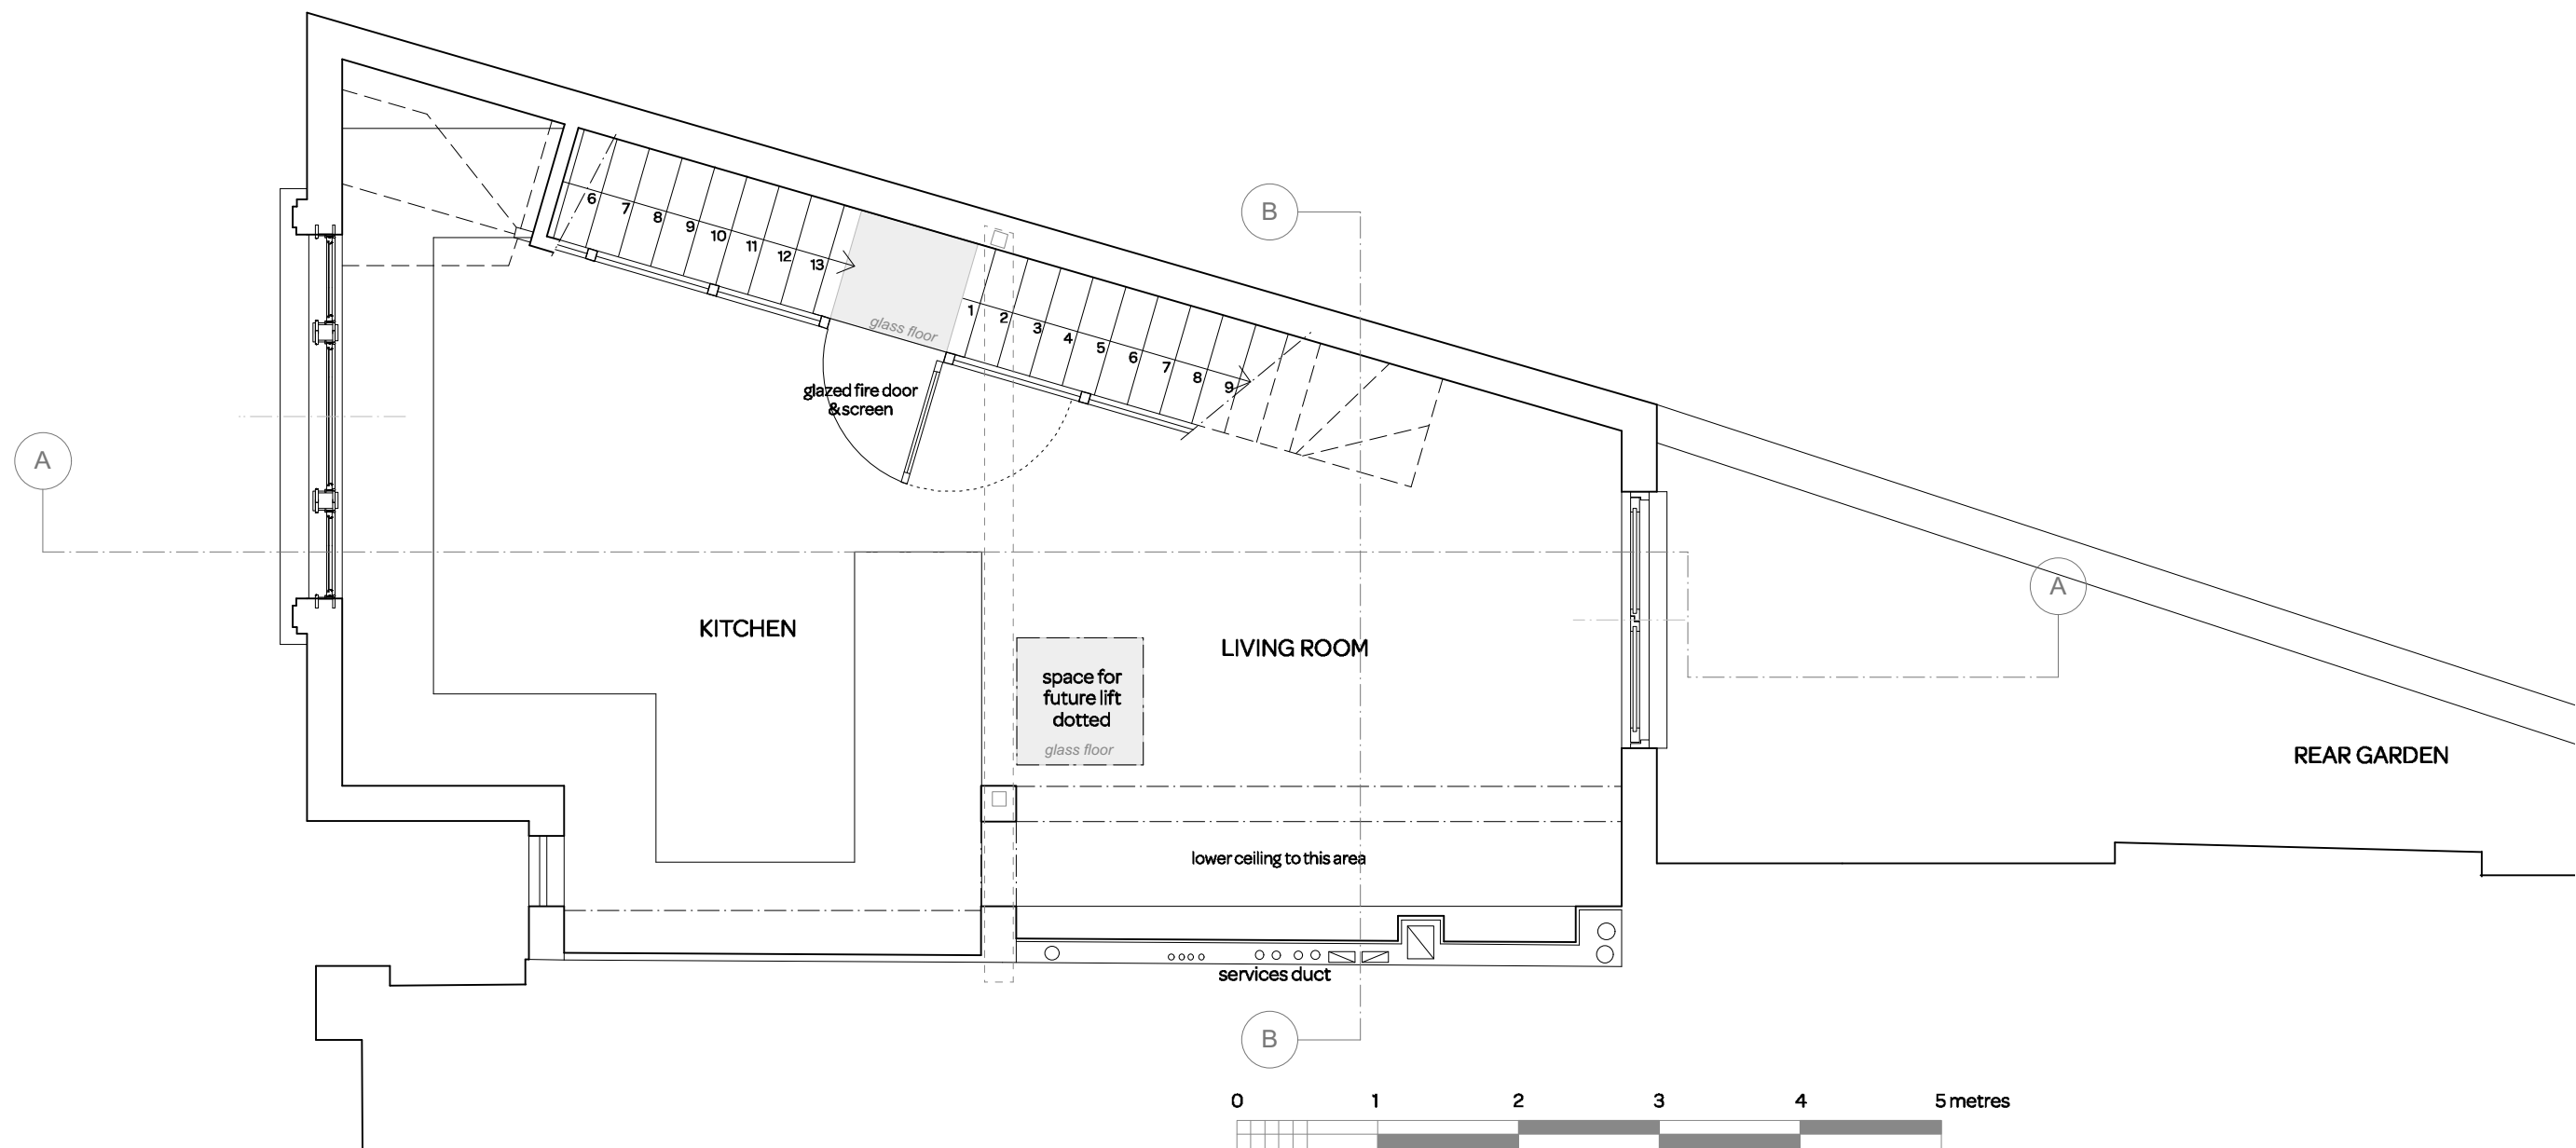 B
6
7
8
9
10
11
12
13
1
2
3
4
5
6
7
8
9
glass floor
glazed fire door
& screen
A
A
KITCHEN
LIVING ROOM
space for
future lift
dotted
glass floor
REAR GARDEN
lower ceiling to this area
services duct
B
0 1 2 3 4 5 metres